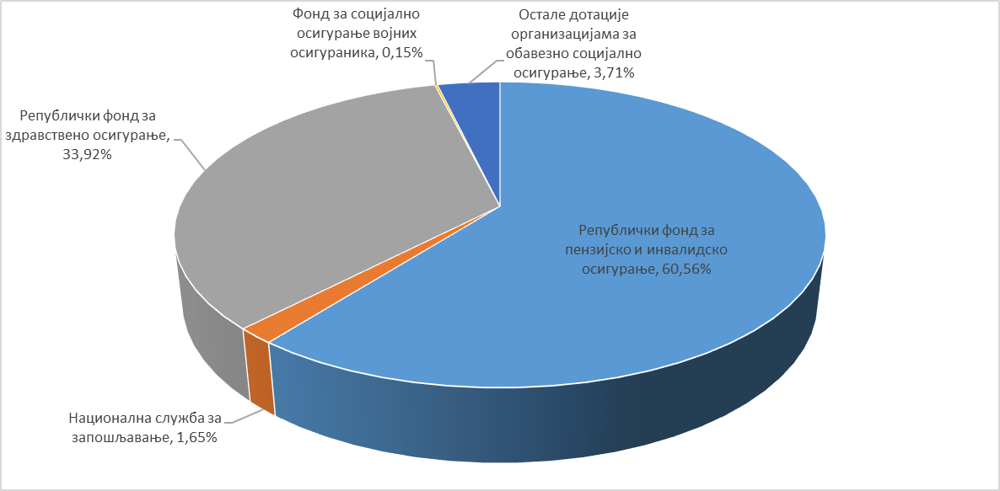 Фонд за социјално
осигурање војних
осигураника, 0,15%
Остале дотације
организацијама за
обавезно социјално
осигурање, 3,71%
Републички фонд за
здравствено осигурање,
33,92%
Републички фонд за
пензијско и инвалидско
осигурање, 60,56%
Национална служба за
запошљавање, 1,65%